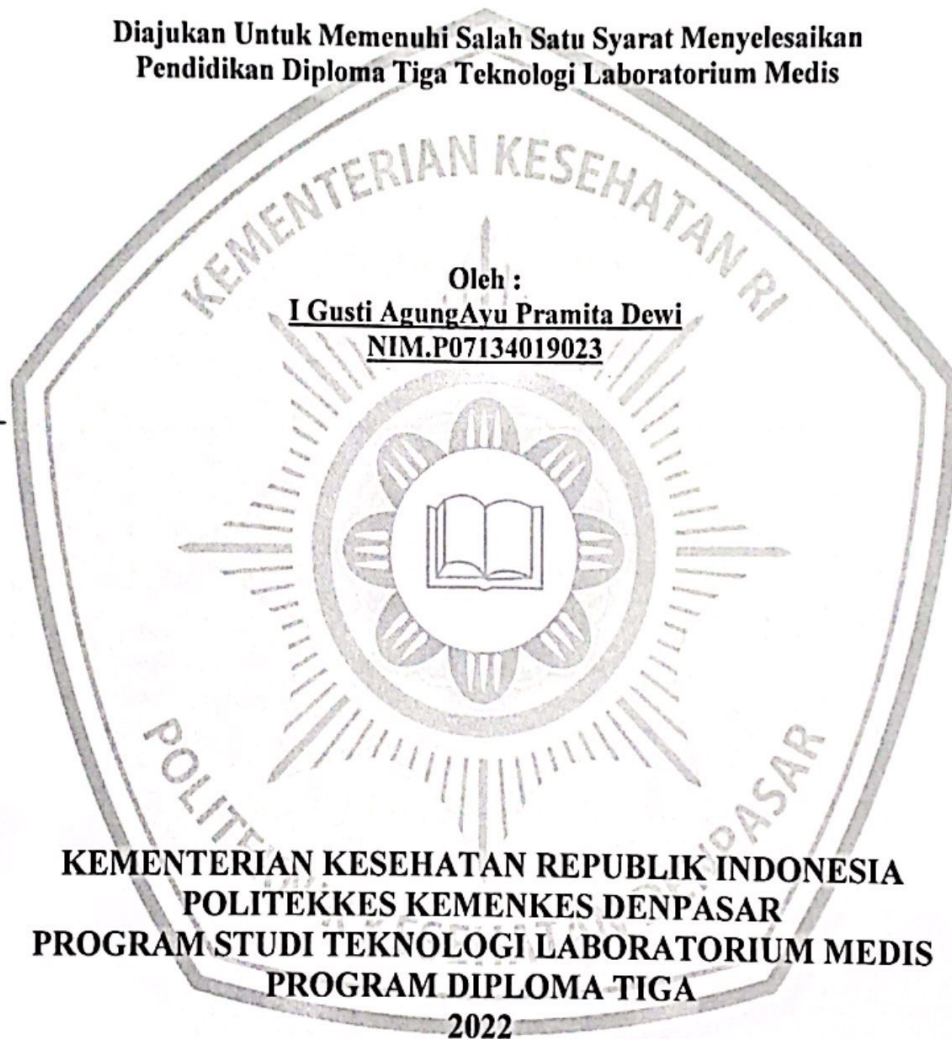 Diajukan Untuk Memenuhi Salah Satu Syarat Menyelesaikan
Pendidikan Diploma Tiga Teknologi Laboratorium Medis
KEMENTERIAN KESEHATAN RI
Oleh :
I Gusti AgungAyu Pramita Dewi
NIM.P07134019023
DENPASAR
KEMENTERIAN KESEHATAN REPUBLIK INDONESIA
POLITEKKES KEMENKES DENPASAR
PROGRAM STUDI TEKNOLOGI LABORATORIUM MEDIS
PROGRAM DIPLOMA TIGA
2022